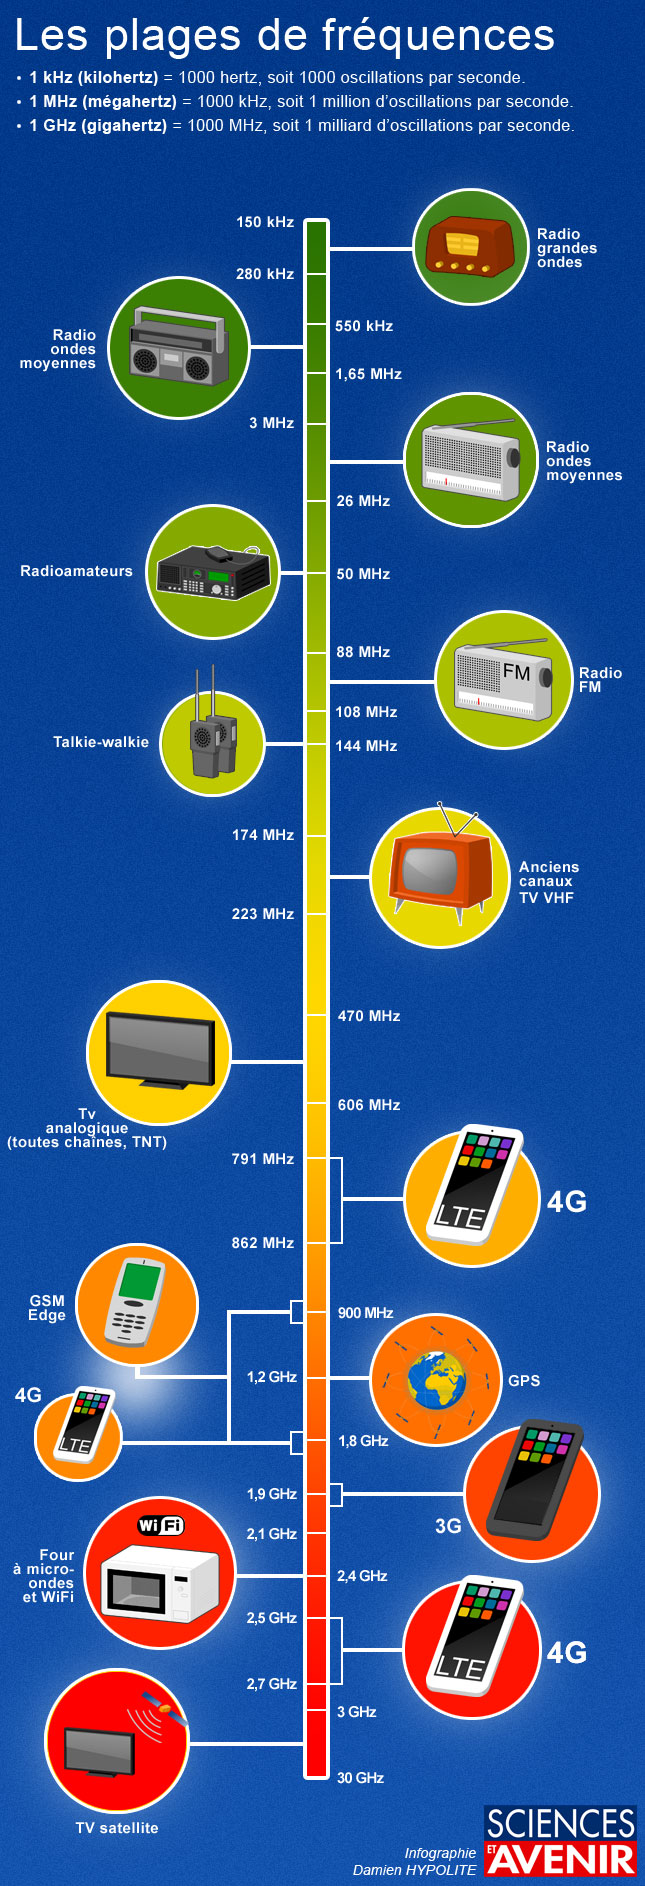 Les plages de fréquences
• 1 kHz (kilohertz) = 1000 hertz, soit 1000 oscillations par seconde.
• 1 MHz (mégahertz) = 1000 kHz, soit 1 million d'oscillations par seconde.
• 1 GHz (gigahertz) = 1000 MHz, soit 1 milliard d'oscillations par seconde.
150 kHz
Radio
grandes
ondes
280 kHz
550 kHz
Radio
ondes
moyennes
1,65 MHz
3 MHz
Radio
ondes
moyennes
26 MHz
Radioamateurs
50 MHz
88 MHz
FM
Radio
FM
108 MHz
Talkie-walkie
144 MHz
174 MHz
Anciens
canaux
TV VHF
223 MHz
470 MHz
606 MHz
Tv
analogique
(toutes chaînes, TNT)
791 MHz
LTE
4G
862 MHz
GSM
Edge
900 MHz
1,2 GHz
GPS
4G
LTE
1,8 GHz
1,9 GHz
3G
2,1 GHz
WiFi
Four
à micro-
ondes
et WiFi
2,4 GHz
2,5 GHz
LTE
4G
2,7 GHz
3 GHz
30 GHz
TV satellite
Infographie
Damien HYPOLITE
SCIENCES
ET AVENIR